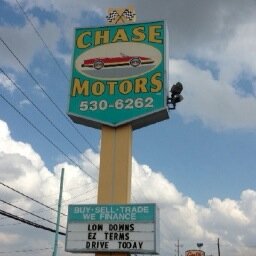 CHASE
MOTORS
530-6262
BUY-SELL-TRADE
WE FINANCE
LOW DOWNS
EZ TERMS
DRIVE TODAY